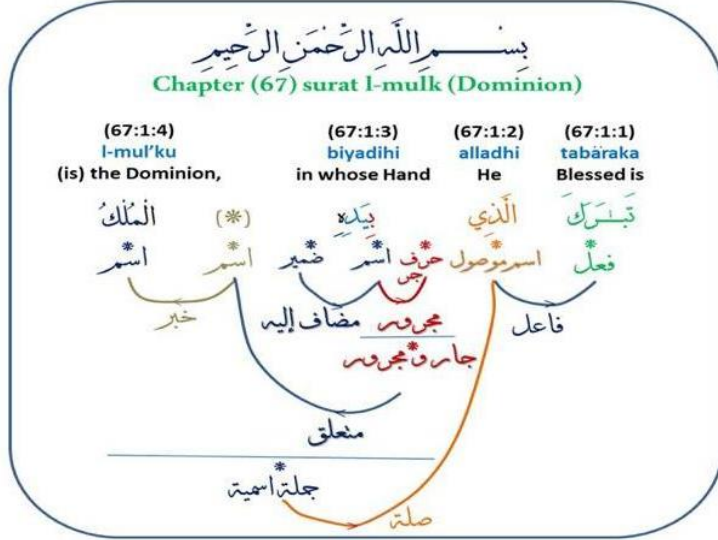 بِسْمِ اللَّهِ الرَّحْمَنِ الرَّحِيمِ
Chapter (67) surat l-mulk (Dominion)
(67:1:4) (67:1:3) (67:1:2) (67:1:1)
l-mul'ku biyadihi alladhi tabāraka
(is) the Dominion, in whose Hand He Blessed is
تَبَـٰرَكَ الَّذِي بِيَدِهِ (*) الْمُلْكُ
فعل اسم موصول حرف جر اسم ضمير اسم اسم
فاعل مجرور مضاف إليه خبر
جار ومجرور
متعلق
جملة اسمية
صلة